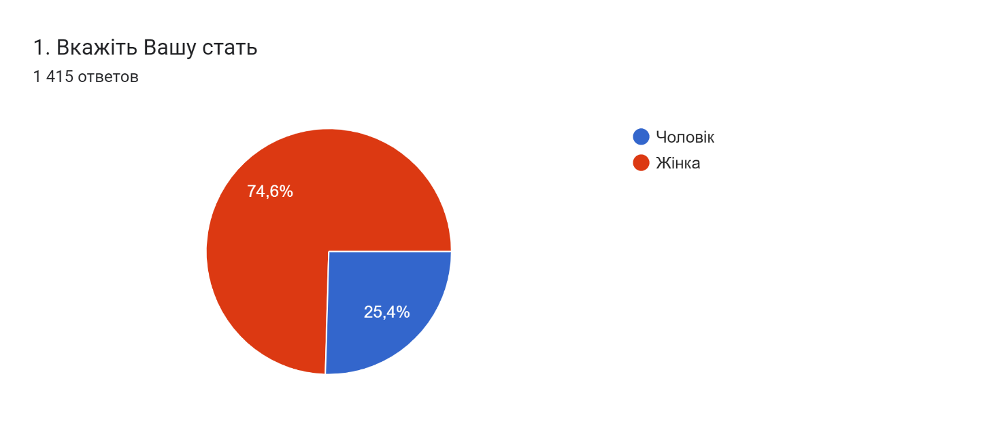 1. Вкажіть Вашу стать
1 415 ответов
Чоловік
Жінка
74,6%
25,4%